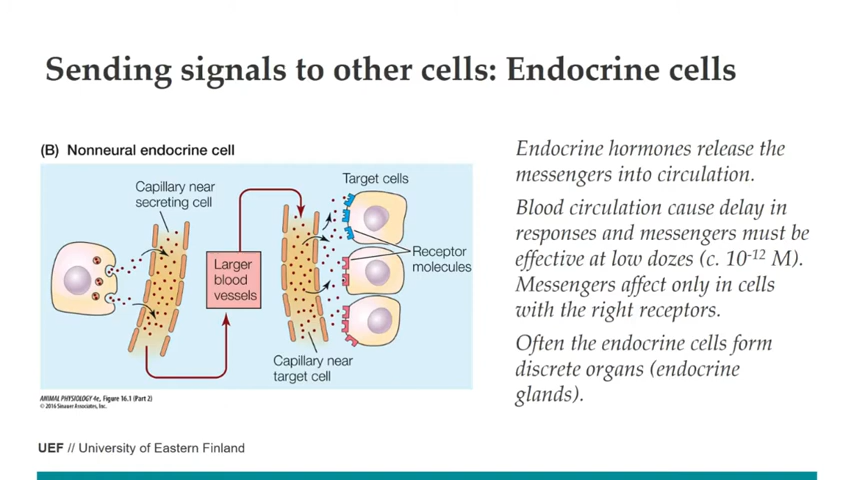 Sending signals to other cells: Endocrine cells
(B) Nonneural endocrine cell
Capillary near
secreting cell
Larger
blood
vessels
Target cells
Receptor
molecules
Capillary near
target cell
ANIMAL PHYSIOLOGY 4e, Figure 16.1 (Part 2)
© 2016 Sinauer Associates, Inc.
Endocrine hormones release the
messengers into circulation.
Blood circulation cause delay in
responses and messengers must be
effective at low dozes (c. 10⁻¹² M).
Messengers affect only in cells
with the right receptors.
Often the endocrine cells form
discrete organs (endocrine
glands).
UEF // University of Eastern Finland